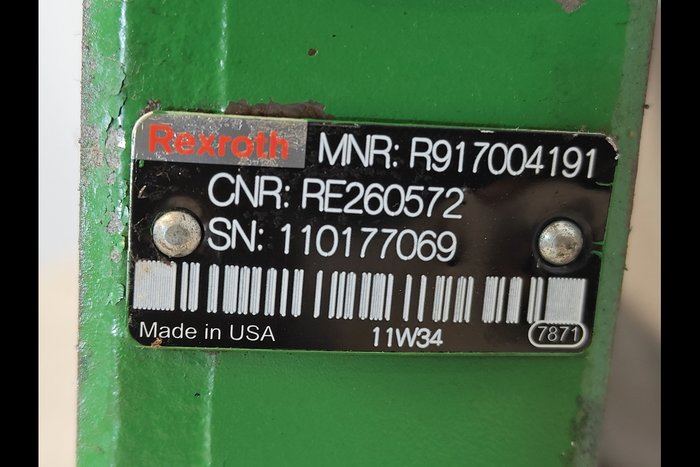 Rexroth MNR: R917004191
CNR: RE260572
SN: 110177069
Made in USA 11W34 7871